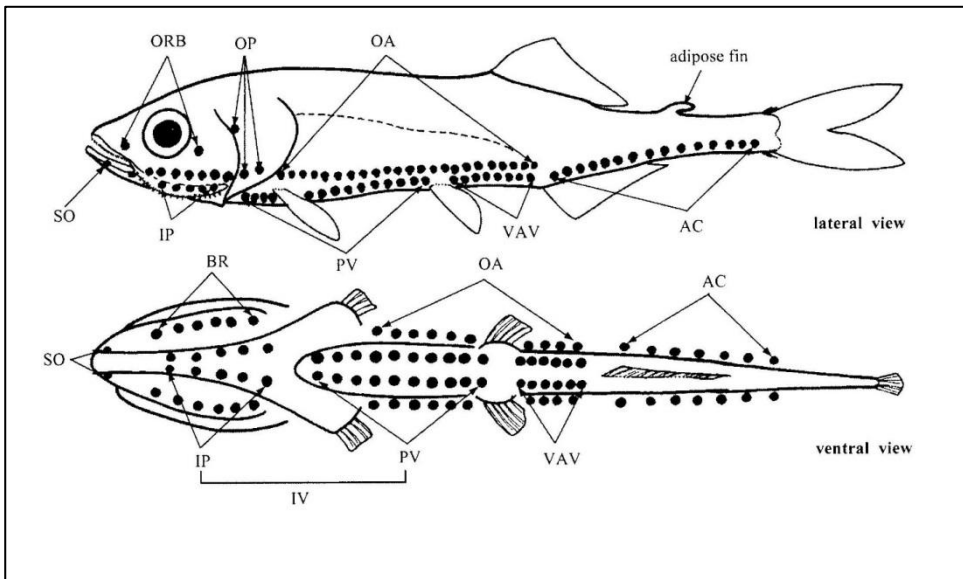 ORB OP OA
adipose fin
SO
IP
PV
VAV
AC
lateral view
BR
OA
AC
SO
IP
PV
VAV
ventral view
IV